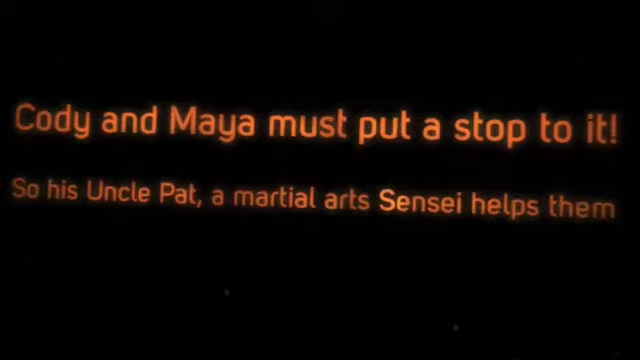 Cody and Maya must put a stop to it!
So his Uncle Pat, a martial arts Sensei helps them